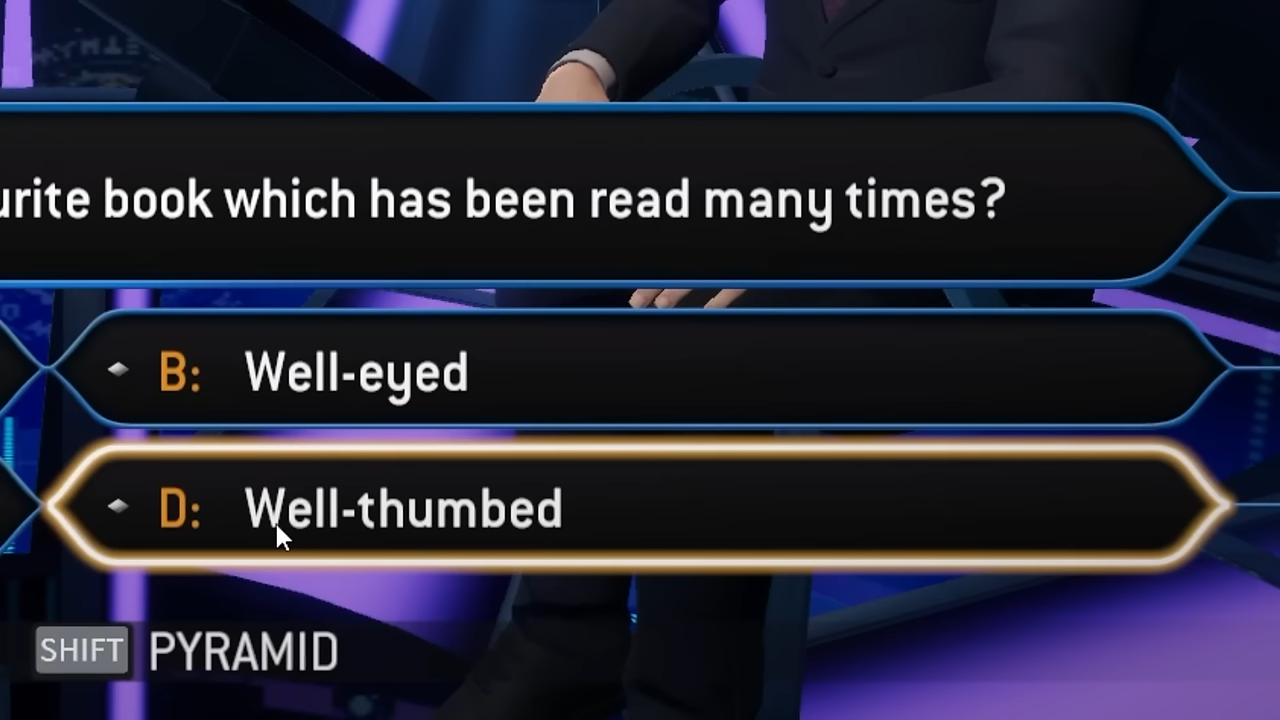 urite book which has been read many times?
B: Well-eyed
D: Well-thumbed
SHIFT PYRAMID